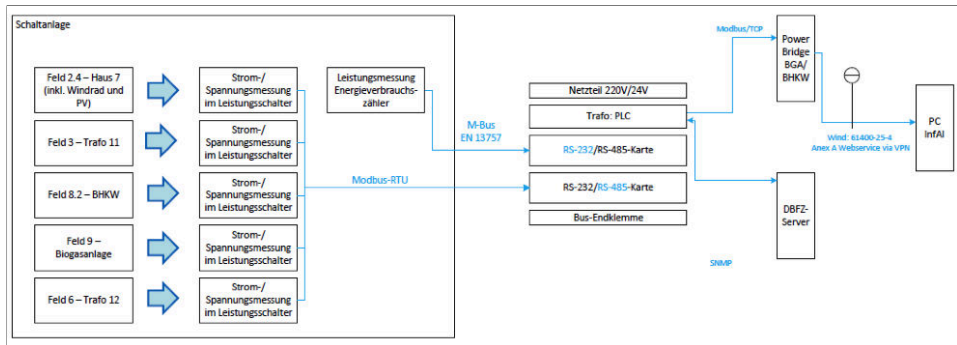 Schaltanlage
Feld 2.4 – Haus 7
(inkl. Windrad und
PV)
Strom-/
Spannungsmessung
im Leistungsschalter
Leistungsmessung
Energieverbrauchs-
zähler
Feld 3 – Trafo 11
Strom-/
Spannungsmessung
im Leistungsschalter
Feld 8.2 – BHKW
Strom-/
Spannungsmessung
im Leistungsschalter
Feld 9 –
Biogasanlage
Strom-/
Spannungsmessung
im Leistungsschalter
Feld 6 – Trafo 12
Strom-/
Spannungsmessung
im Leistungsschalter
M-Bus
EN 13757
Modbus-RTU
Netzteil 220V/24V
Trafo: PLC
RS-232/RS-485-Karte
RS-232/RS-485-Karte
Bus-Endklemme
Modbus/TCP
Power
Bridge
BGA/
BHKW
Wind: 61400-25-4
Anex A Webservice via VPN
PC
InfAI
DBFZ-
Server
SNMP